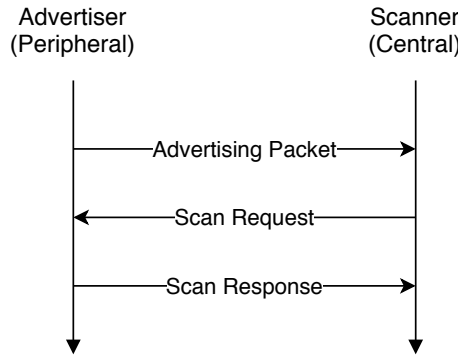 Advertiser
(Peripheral)
Scanner
(Central)
Advertising Packet
Scan Request
Scan Response